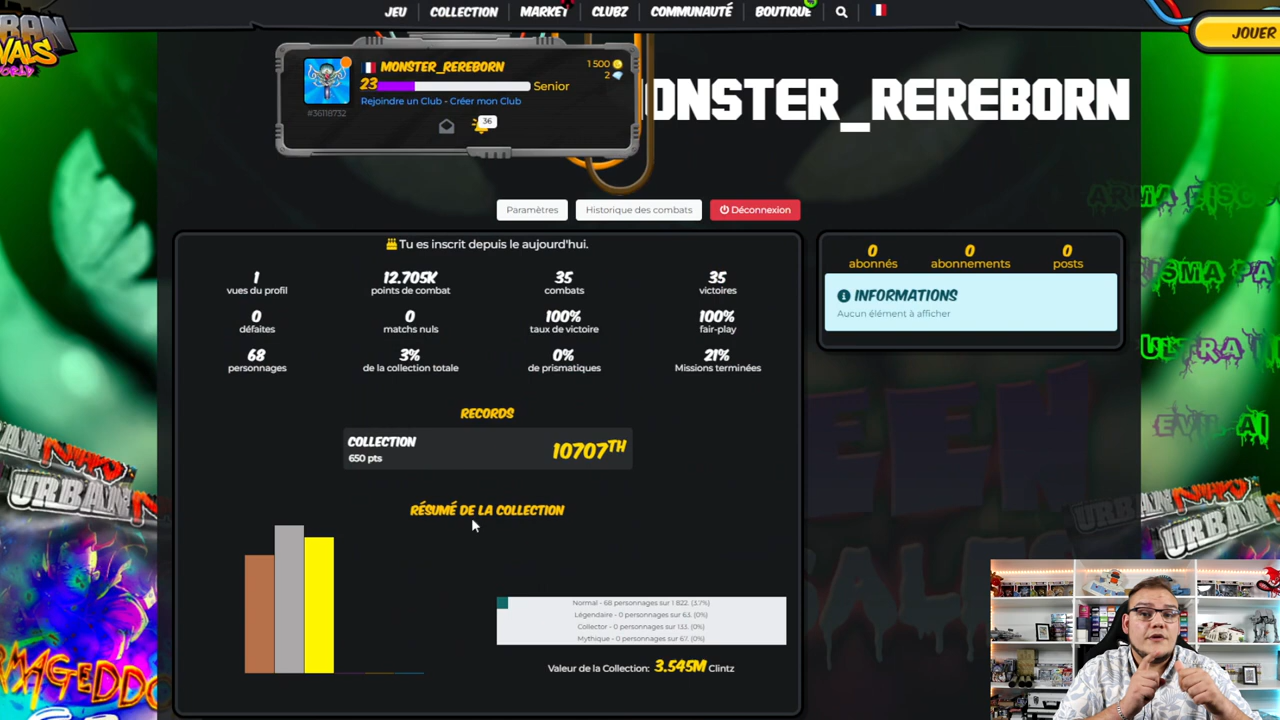 JEU COLLECTION MARKET CLUBZ COMMUNAUTÉ BOUTIQUE
JOUER
MONSTER_REREBORN
1 500
23
Senior
2
Rejoindre un Club - Créer mon Club
#36118732
36
ONSTER_REREBORN
Paramètres
Historique des combats
Déconnexion
Tu es inscrit depuis le aujourd'hui.
1
vues du profil
12.705K
points de combat
35
combats
35
victoires
0
défaites
0
matchs nuls
100%
taux de victoire
100%
fair-play
68
personnages
3%
de la collection totale
0%
de prismatiques
21%
Missions terminées
0
abonnés
0
abonnements
0
posts
INFORMATIONS
Aucun élément à afficher
RECORDS
COLLECTION
650 pts
10707TH
RÉSUMÉ DE LA COLLECTION
Normal - 68 personnages sur 1 822. (3.7%)
Légendaire - 0 personnages sur 63. (0%)
Collector - 0 personnages sur 133. (0%)
Mythique - 0 personnages sur 67. (0%)
Valeur de la Collection: 3.545M Clintz